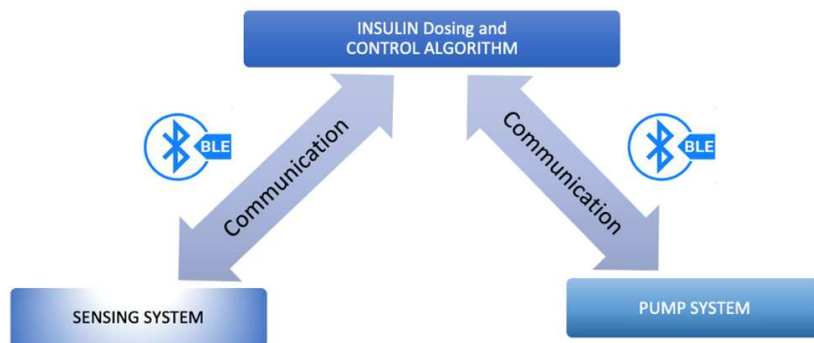 INSULIN Dosing and
CONTROL ALGORITHM
BLE
Communication
Communication
BLE
SENSING SYSTEM
PUMP SYSTEM